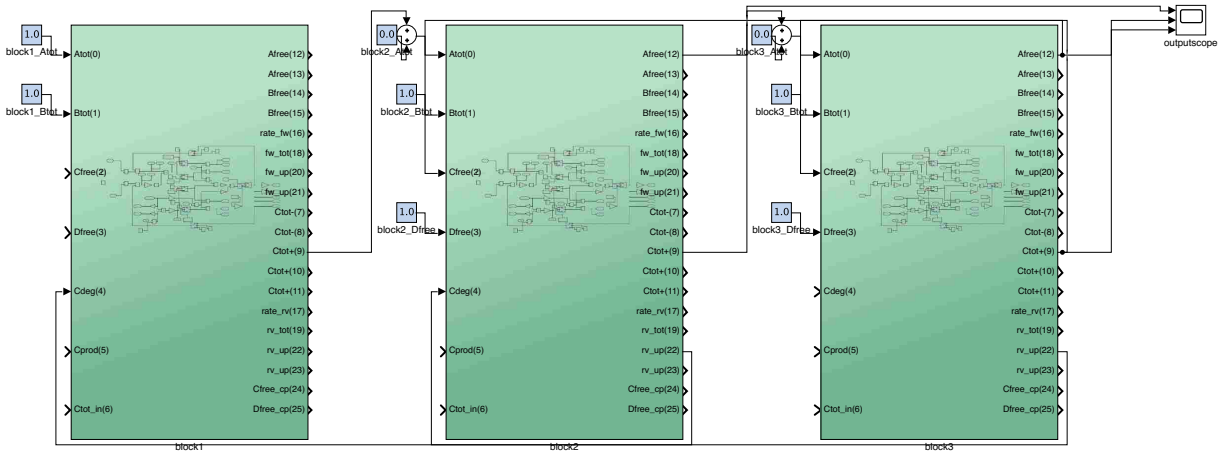 1.0
block1_Atot
1.0
block1_Btot
Atot(0)
Btot(1)
Cfree(2)
Dfree(3)
Cdeg(4)
Cprod(5)
Ctot_in(6)
Afree(12)
Afree(13)
Bfree(14)
Bfree(15)
rate_fw(16)
fw_tot(18)
fw_up(20)
fw_up(21)
Ctot-(7)
Ctot-(8)
Ctot+(9)
Ctot+(10)
Ctot+(11)
rate_rv(17)
rv_tot(19)
rv_up(22)
rv_up(23)
Cfree_cp(24)
Dfree_cp(25)
block1
0.0
block2_Atot
1.0
block2_Btot
1.0
block2_Dfree
Atot(0)
Btot(1)
Cfree(2)
Dfree(3)
Cdeg(4)
Cprod(5)
Ctot_in(6)
Afree(12)
Afree(13)
Bfree(14)
Bfree(15)
rate_fw(16)
fw_tot(18)
fw_up(20)
fw_up(21)
Ctot-(7)
Ctot-(8)
Ctot+(9)
Ctot+(10)
Ctot+(11)
rate_rv(17)
rv_tot(19)
rv_up(22)
rv_up(23)
Cfree_cp(24)
Dfree_cp(25)
block2
0.0
block3_Atot
1.0
block3_Btot
1.0
block3_Dfree
Atot(0)
Btot(1)
Cfree(2)
Dfree(3)
Cdeg(4)
Cprod(5)
Ctot_in(6)
Afree(12)
Afree(13)
Bfree(14)
Bfree(15)
rate_fw(16)
fw_tot(18)
fw_up(20)
fw_up(21)
Ctot-(7)
Ctot-(8)
Ctot+(9)
Ctot+(10)
Ctot+(11)
rate_rv(17)
rv_tot(19)
rv_up(22)
rv_up(23)
Cfree_cp(24)
Dfree_cp(25)
block3
outputscope